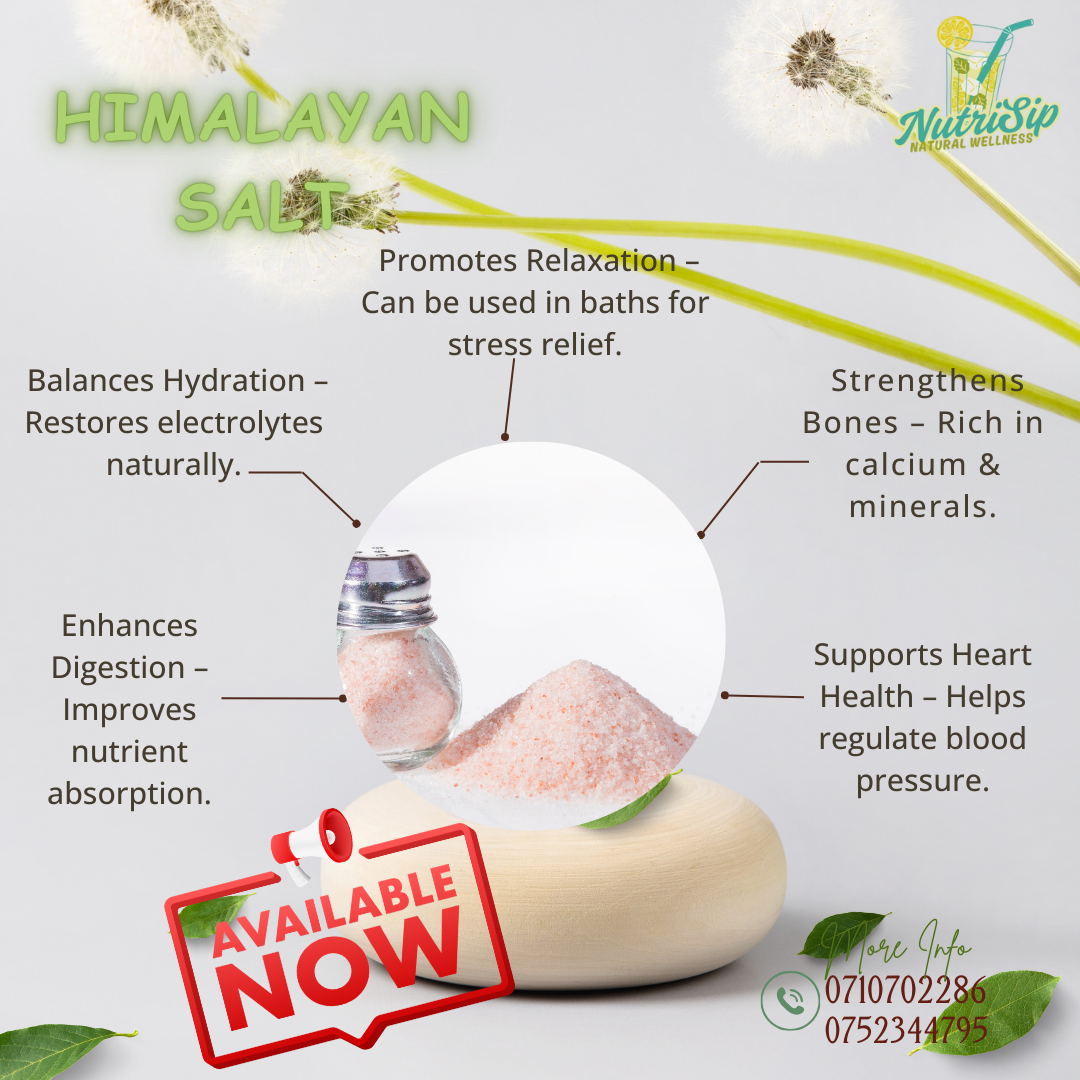 HIMALAYAN
SALT
NutriSip
NATURAL WELLNESS
Promotes Relaxation –
Can be used in baths for
stress relief.
Balances Hydration –
Restores electrolytes
naturally.
Strengthens
Bones – Rich in
calcium &
minerals.
Enhances
Digestion –
Improves
nutrient
absorption.
Supports Heart
Health – Helps
regulate blood
pressure.
AVAILABLE
NOW
More Info
0710702286
0752344795